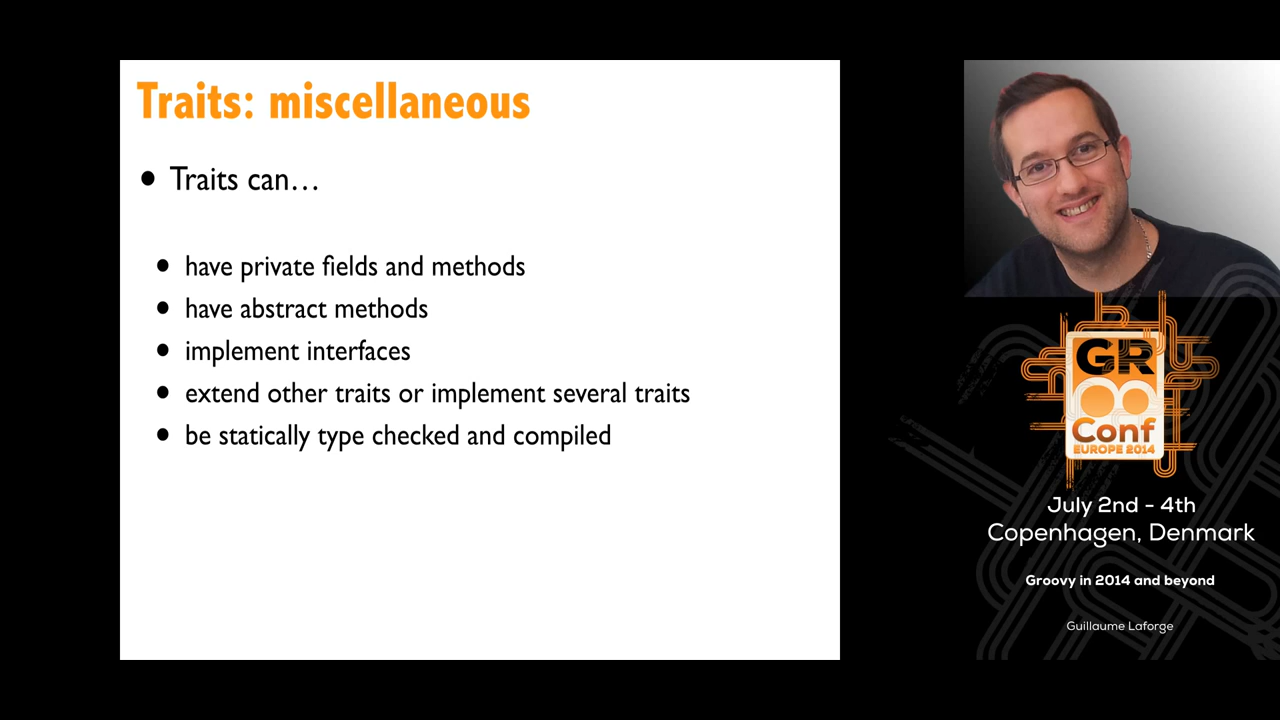 Traits: miscellaneous
• Traits can…
• have private fields and methods
• have abstract methods
• implement interfaces
• extend other traits or implement several traits
• be statically type checked and compiled
GR
Conf
EUROPE 2014
July 2nd - 4th
Copenhagen, Denmark
Groovy in 2014 and beyond
Guillaume Laforge